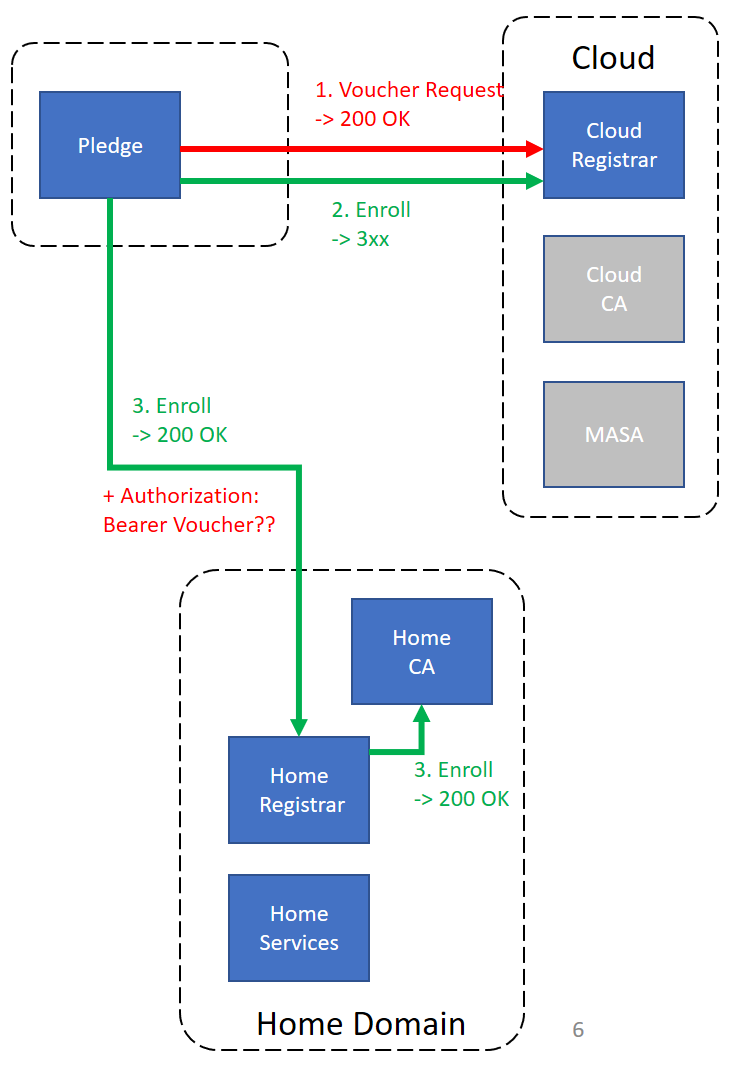 Cloud
1. Voucher Request
-> 200 OK
Pledge
Cloud
Registrar
2. Enroll
-> 3xx
Cloud
CA
3. Enroll
-> 200 OK
MASA
+ Authorization:
Bearer Voucher??
Home
CA
Home
Registrar
3. Enroll
-> 200 OK
Home
Services
Home Domain
6